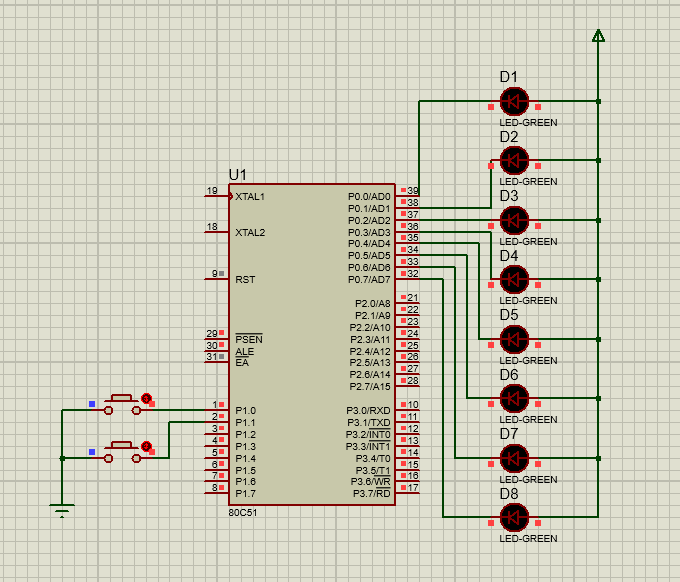 U1
19
XTAL1
18
XTAL2
9
RST
29
PSEN
30
ALE
31
EA
1
P1.0
2
P1.1
3
P1.2
4
P1.3
5
P1.4
6
P1.5
7
P1.6
8
P1.7
80C51
P0.0/AD0
39
P0.1/AD1
38
P0.2/AD2
37
P0.3/AD3
36
P0.4/AD4
35
P0.5/AD5
34
P0.6/AD6
33
P0.7/AD7
32
P2.0/A8
21
P2.1/A9
22
P2.2/A10
23
P2.3/A11
24
P2.4/A12
25
P2.5/A13
26
P2.6/A14
27
P2.7/A15
28
P3.0/RXD
10
P3.1/TXD
11
P3.2/INT0
12
P3.3/INT1
13
P3.4/T0
14
P3.5/T1
15
P3.6/WR
16
P3.7/RD
17
D1
LED-GREEN
D2
LED-GREEN
D3
LED-GREEN
D4
LED-GREEN
D5
LED-GREEN
D6
LED-GREEN
D7
LED-GREEN
D8
LED-GREEN